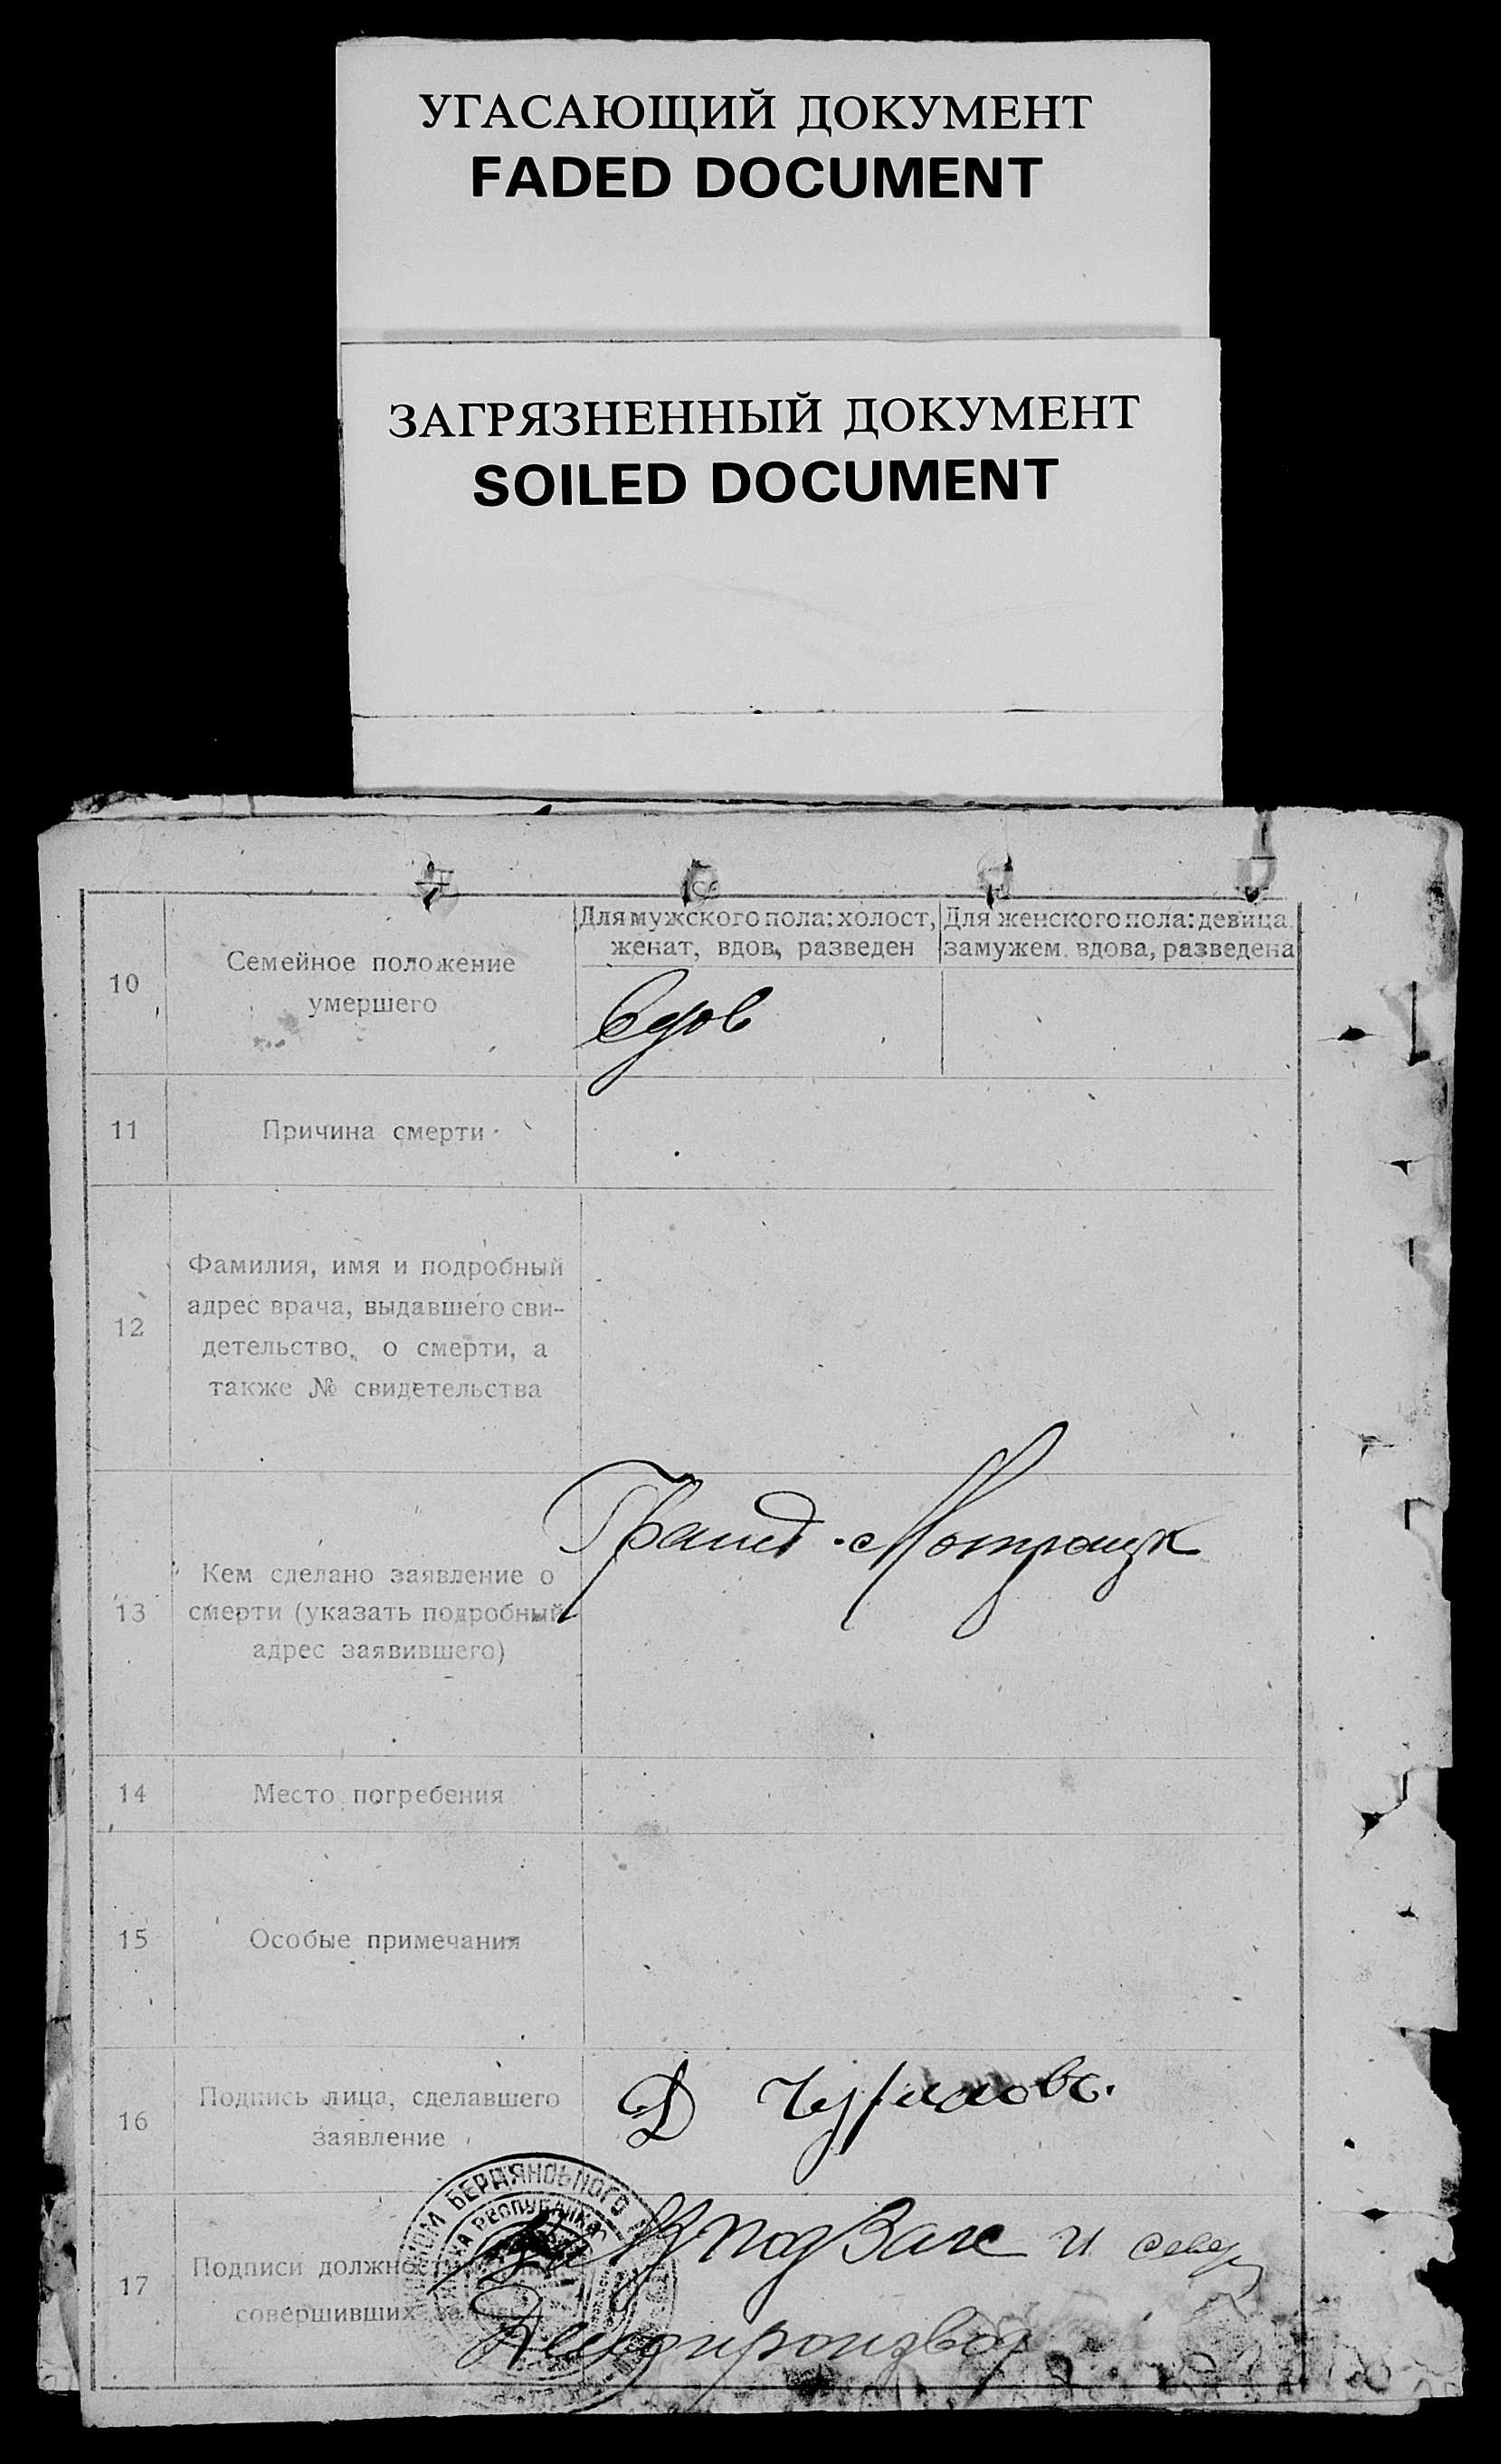 УГАСАЮЩИЙ ДОКУМЕНТ
FADED DOCUMENT
ЗАГРЯЗНЕННЫЙ ДОКУМЕНТ
SOILED DOCUMENT
10
Семейное положение
умершего
Для мужского пола: холост,
женат, вдов, разведен
Для женского пола: девица
замужем, вдова, разведена
вдов
11
Причина смерти
12
Фамилия, имя и подробный
адрес врача, выдавшего сви-
детельство, о смерти, а
также № свидетельства
13
Кем сделано заявление о
смерти (указать подробный
адрес заявившего)
14
Место погребения
15
Особые примечания
16
Подпись лица, сделавшего
заявление
Д
17
Подписи
совершивших
БЕРДЯНСЬКОГО
и
Делопроизвод